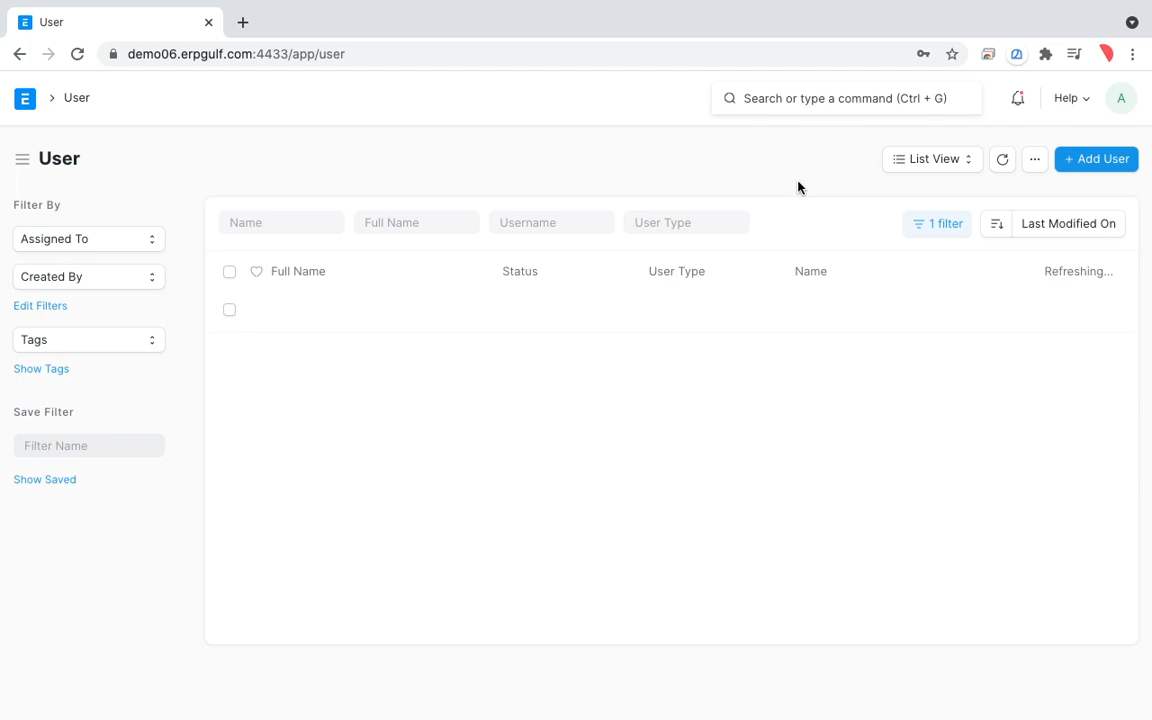 User
demo06.erpgulf.com:4433/app/user
E
User
Search or type a command (Ctrl + G)
Help
A
User
List View
+ Add User
Filter By
Assigned To
Created By
Edit Filters
Tags
Show Tags
Save Filter
Filter Name
Show Saved
Name
Full Name
Username
User Type
1 filter
Last Modified On
Full Name
Status
User Type
Name
Refreshing...